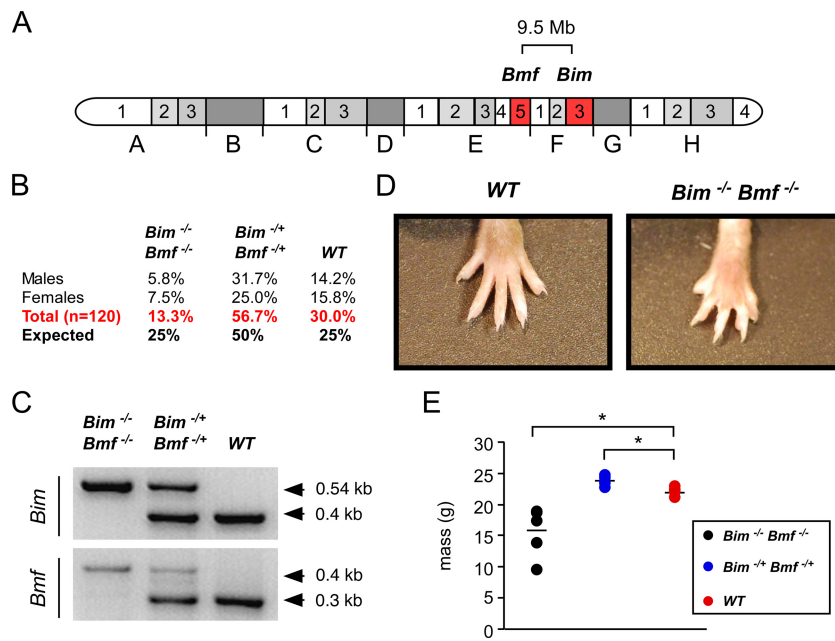 A
9.5 Mb
Bmf Bim
1 2 3 1 2 3 1 2 3 4 5 1 2 3 1 2 3 4
A B C D E F G H
B
Bim -/- Bim -/+
Bmf -/- Bmf -/+ WT
Males 5.8% 31.7% 14.2%
Females 7.5% 25.0% 15.8%
Total (n=120) 13.3% 56.7% 30.0%
Expected 25% 50% 25%
C
Bim -/- Bim -/+
Bmf -/- Bmf -/+ WT
Bim
0.54 kb
0.4 kb
Bmf
0.4 kb
0.3 kb
D
WT Bim -/- Bmf -/-
E
* 
*
30
25
20
15
10
5
0
mass (g)
Bim -/- Bmf -/-
Bim -/+ Bmf -/+
WT